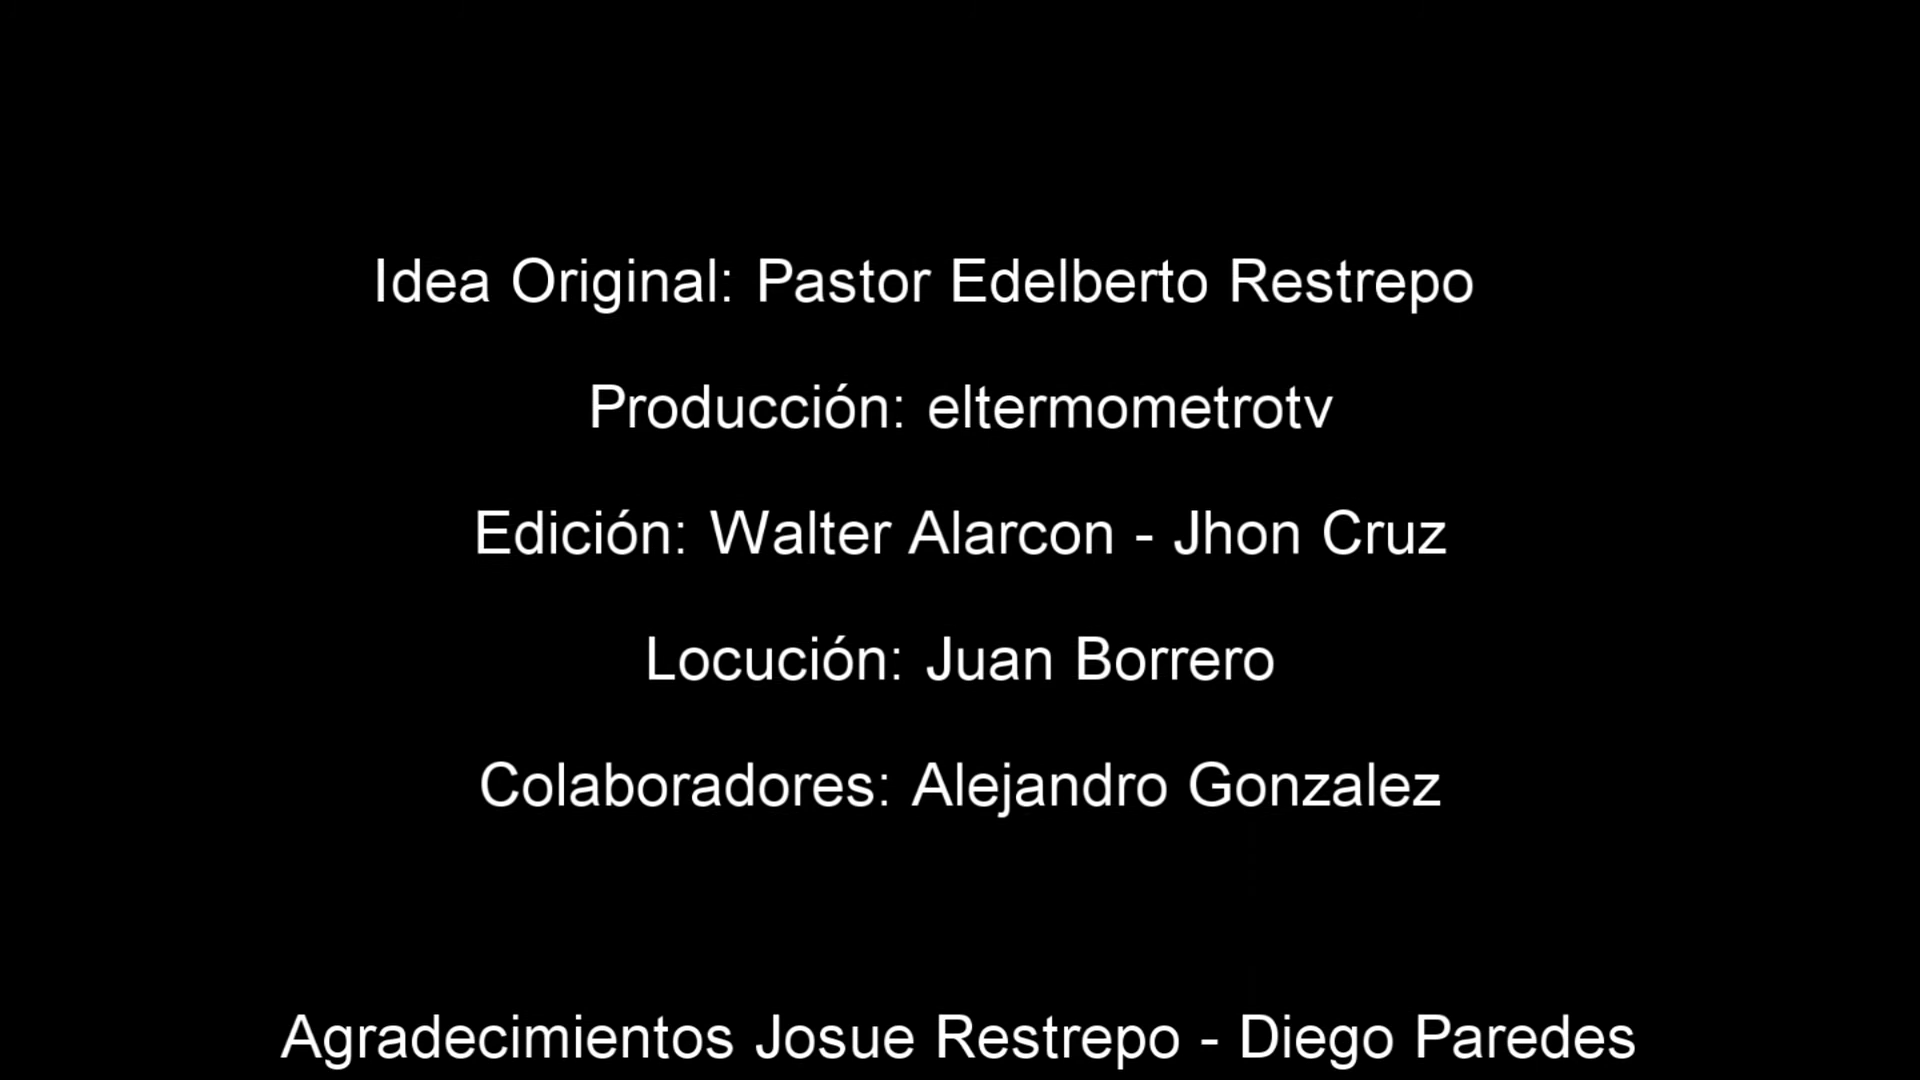 Idea Original: Pastor Edelberto Restrepo
Producción: eltermometrotv
Edición: Walter Alarcon - Jhon Cruz
Locución: Juan Borrero
Colaboradores: Alejandro Gonzalez
Agradecimientos Josue Restrepo - Diego Paredes